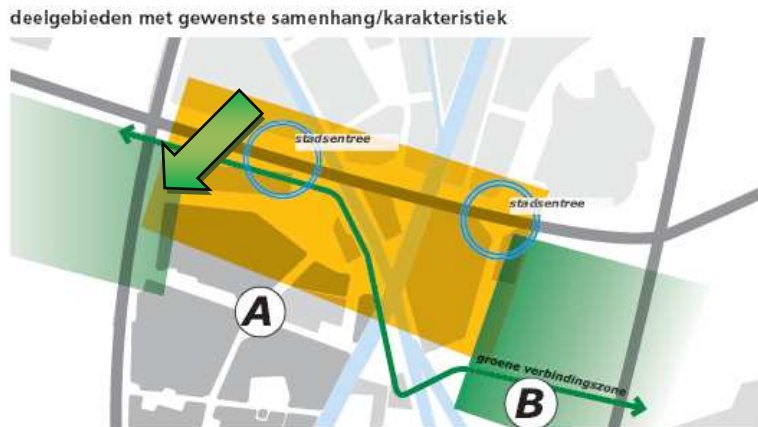 deelgebieden met gewenste samenhang/karakteristiek
stadsentree
stadsentree
A
groene verbindingszone
B